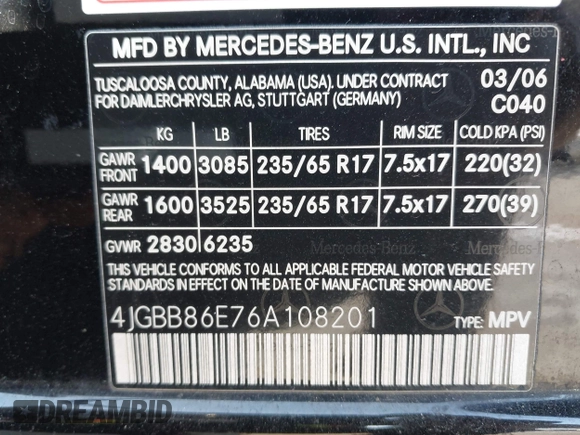 MFD BY MERCEDES-BENZ U.S. INTL., INC
TUSCALOOSA COUNTY, ALABAMA (USA). UNDER CONTRACT 03/06
FOR DAIMLERCHRYSLER AG, STUTTGART (GERMANY) C040
KG LB TIRES RIM SIZE COLD KPA (PSI)
GAWR FRONT 1400 3085 235/65 R17 7.5x17 220(32)
GAWR REAR 1600 3525 235/65 R17 7.5x17 270(39)
GVWR 2830 6235
Mercedes-Benz
THIS VEHICLE CONFORMS TO ALL APPLICABLE FEDERAL MOTOR VEHICLE SAFETY
STANDARDS IN EFFECT ON THE DATE OF MANUFACTURE SHOWN ABOVE.
4JGBB86E76A108201 TYPE: MPV
DREAMBID